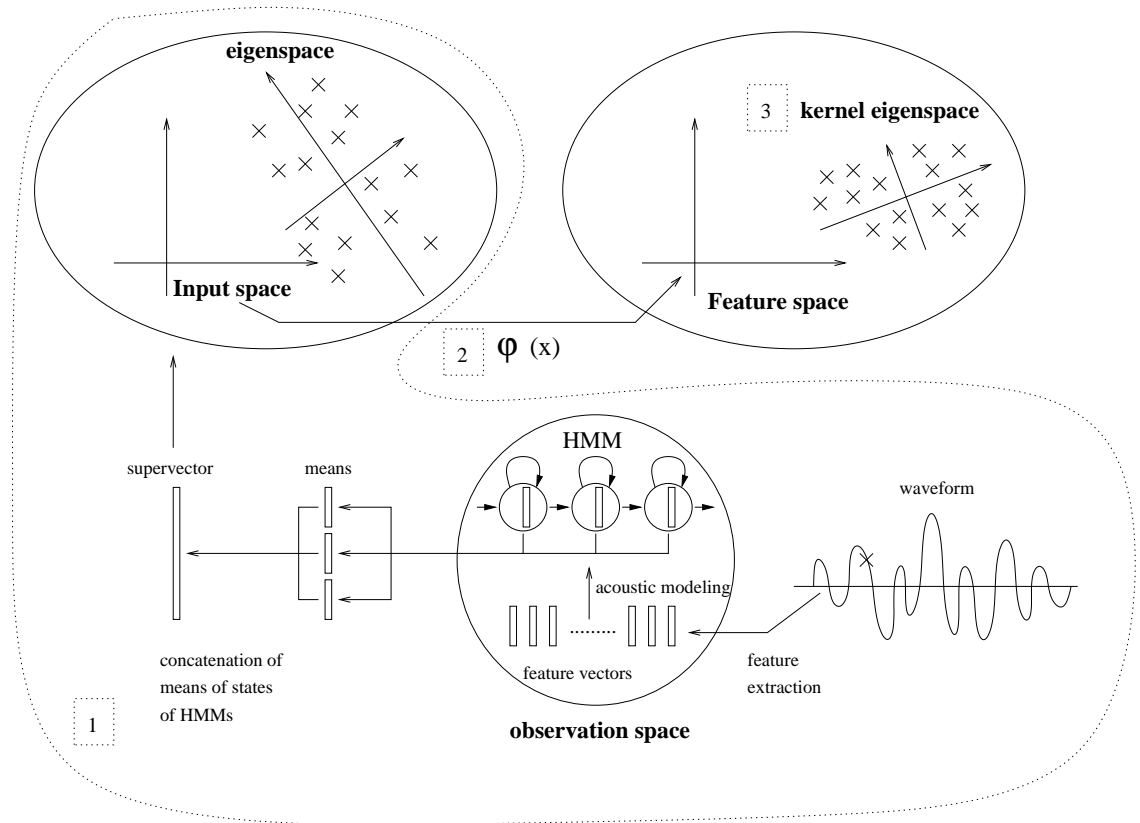 eigenspace
3 kernel eigenspace
Input space
Feature space
2 φ (x)
HMM
supervector
means
waveform
acoustic modeling
concatenation of
means of states
of HMMs
feature vectors
feature
extraction
1
observation space